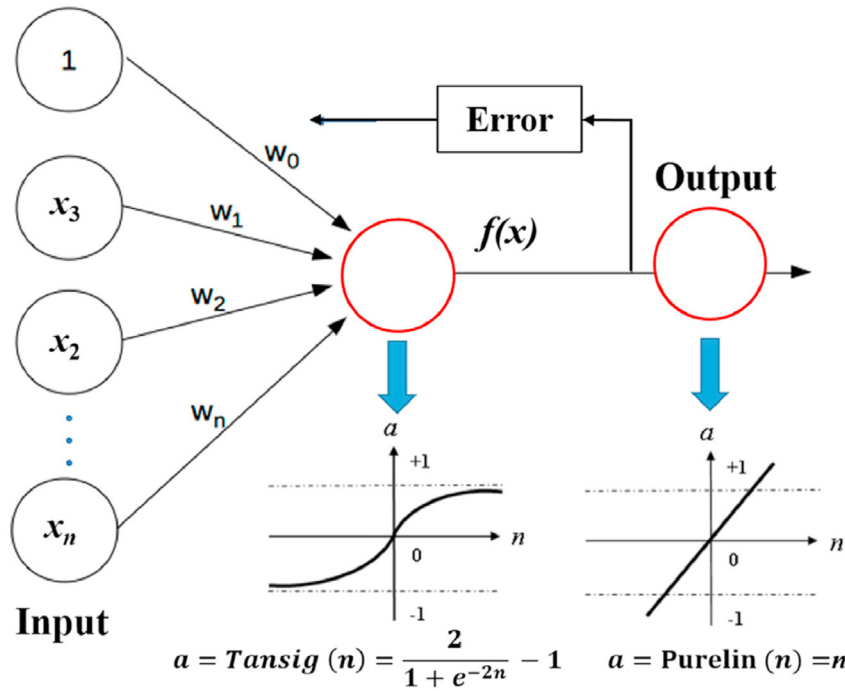 1
w₀
Error
x₃
w₁
Output
f(x)
x₂
w₂
wₙ
xₙ
Input
a
+1
0
n
-1
a
+1
0
n
-1
a = Tansig (n) = 2 / (1 + e⁻²ⁿ) − 1
a = Purelin (n) =n